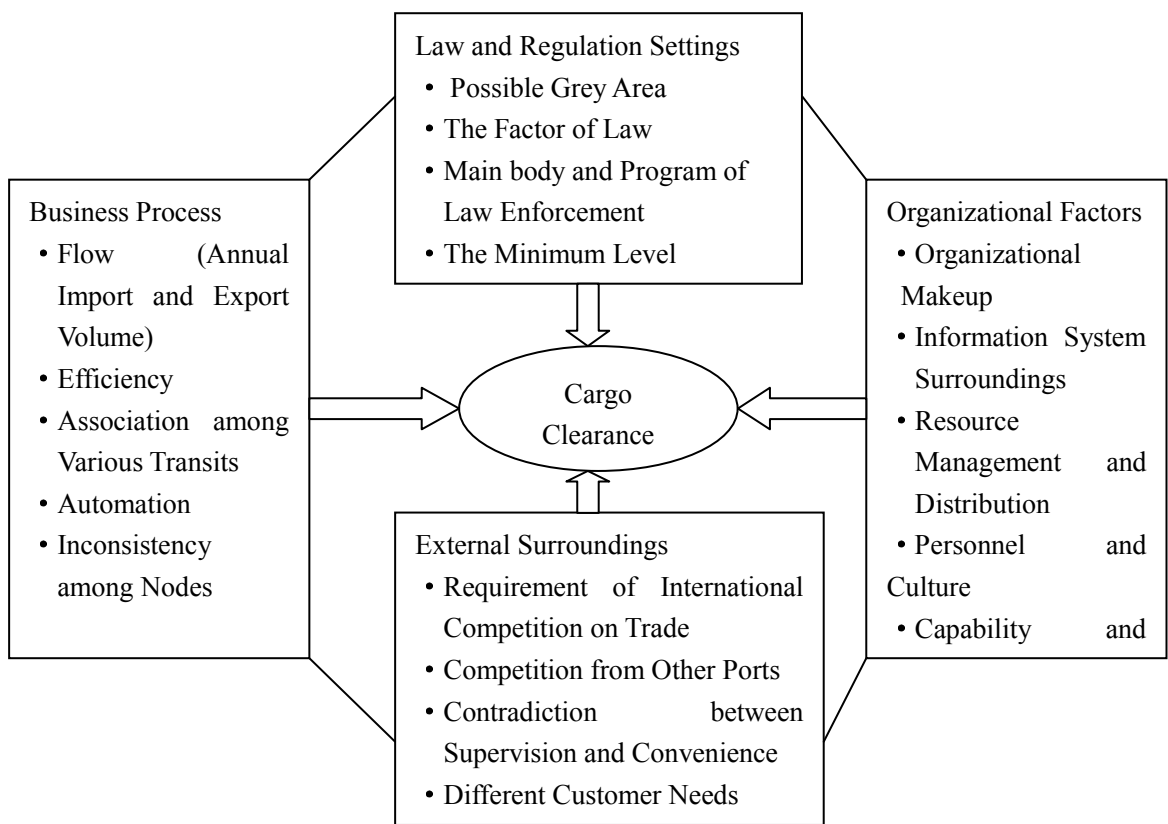 Law and Regulation Settings
• Possible Grey Area
• The Factor of Law
• Main body and Program of
Law Enforcement
• The Minimum Level
Business Process
• Flow (Annual
Import and Export
Volume)
• Efficiency
• Association among
Various Transits
• Automation
• Inconsistency
among Nodes
Cargo
Clearance
Organizational Factors
• Organizational
Makeup
• Information System
Surroundings
• Resource
Management and
Distribution
• Personnel and
Culture
• Capability and
External Surroundings
• Requirement of International
Competition on Trade
• Competition from Other Ports
• Contradiction between
Supervision and Convenience
• Different Customer Needs